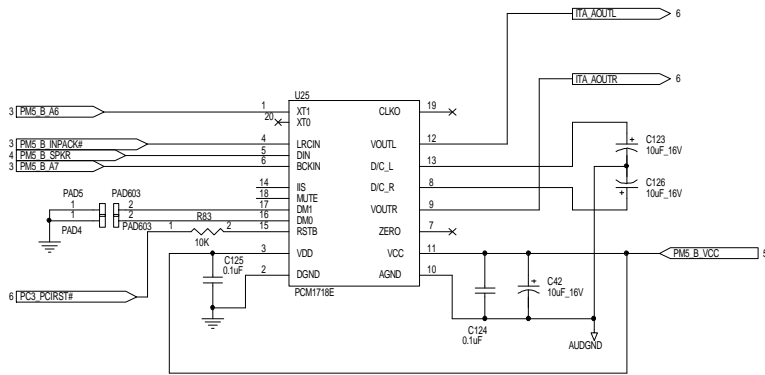 ITA_AOUTL 6
ITA_AOUTR 6
U25
3 PM5_B_A6 1 XT1 CLKO 19
20 XT0
3 PM5_B_INPACK# 4 LRCIN VOUTL 12
4 PM5_B_SPKR 5 DIN
3 PM5_B_A7 6 BCKIN D/C_L 13
C123
10uF_16V
14 IIS D/C_R 8
C126
10uF_16V
18 MUTE
PAD5 PAD603 17 DM1 VOUTR 9
1 2
1 2 16 DM0
PAD4 PAD603
R83
1 2 15 RSTB ZERO 7
10K
3 VDD VCC 11 PM5_B_VCC 5
C125
0.1uF
2 DGND AGND 10
C42
10uF_16V
6 PC3_PCIRST#
PCM1718E
C124
0.1uF
AUDGND